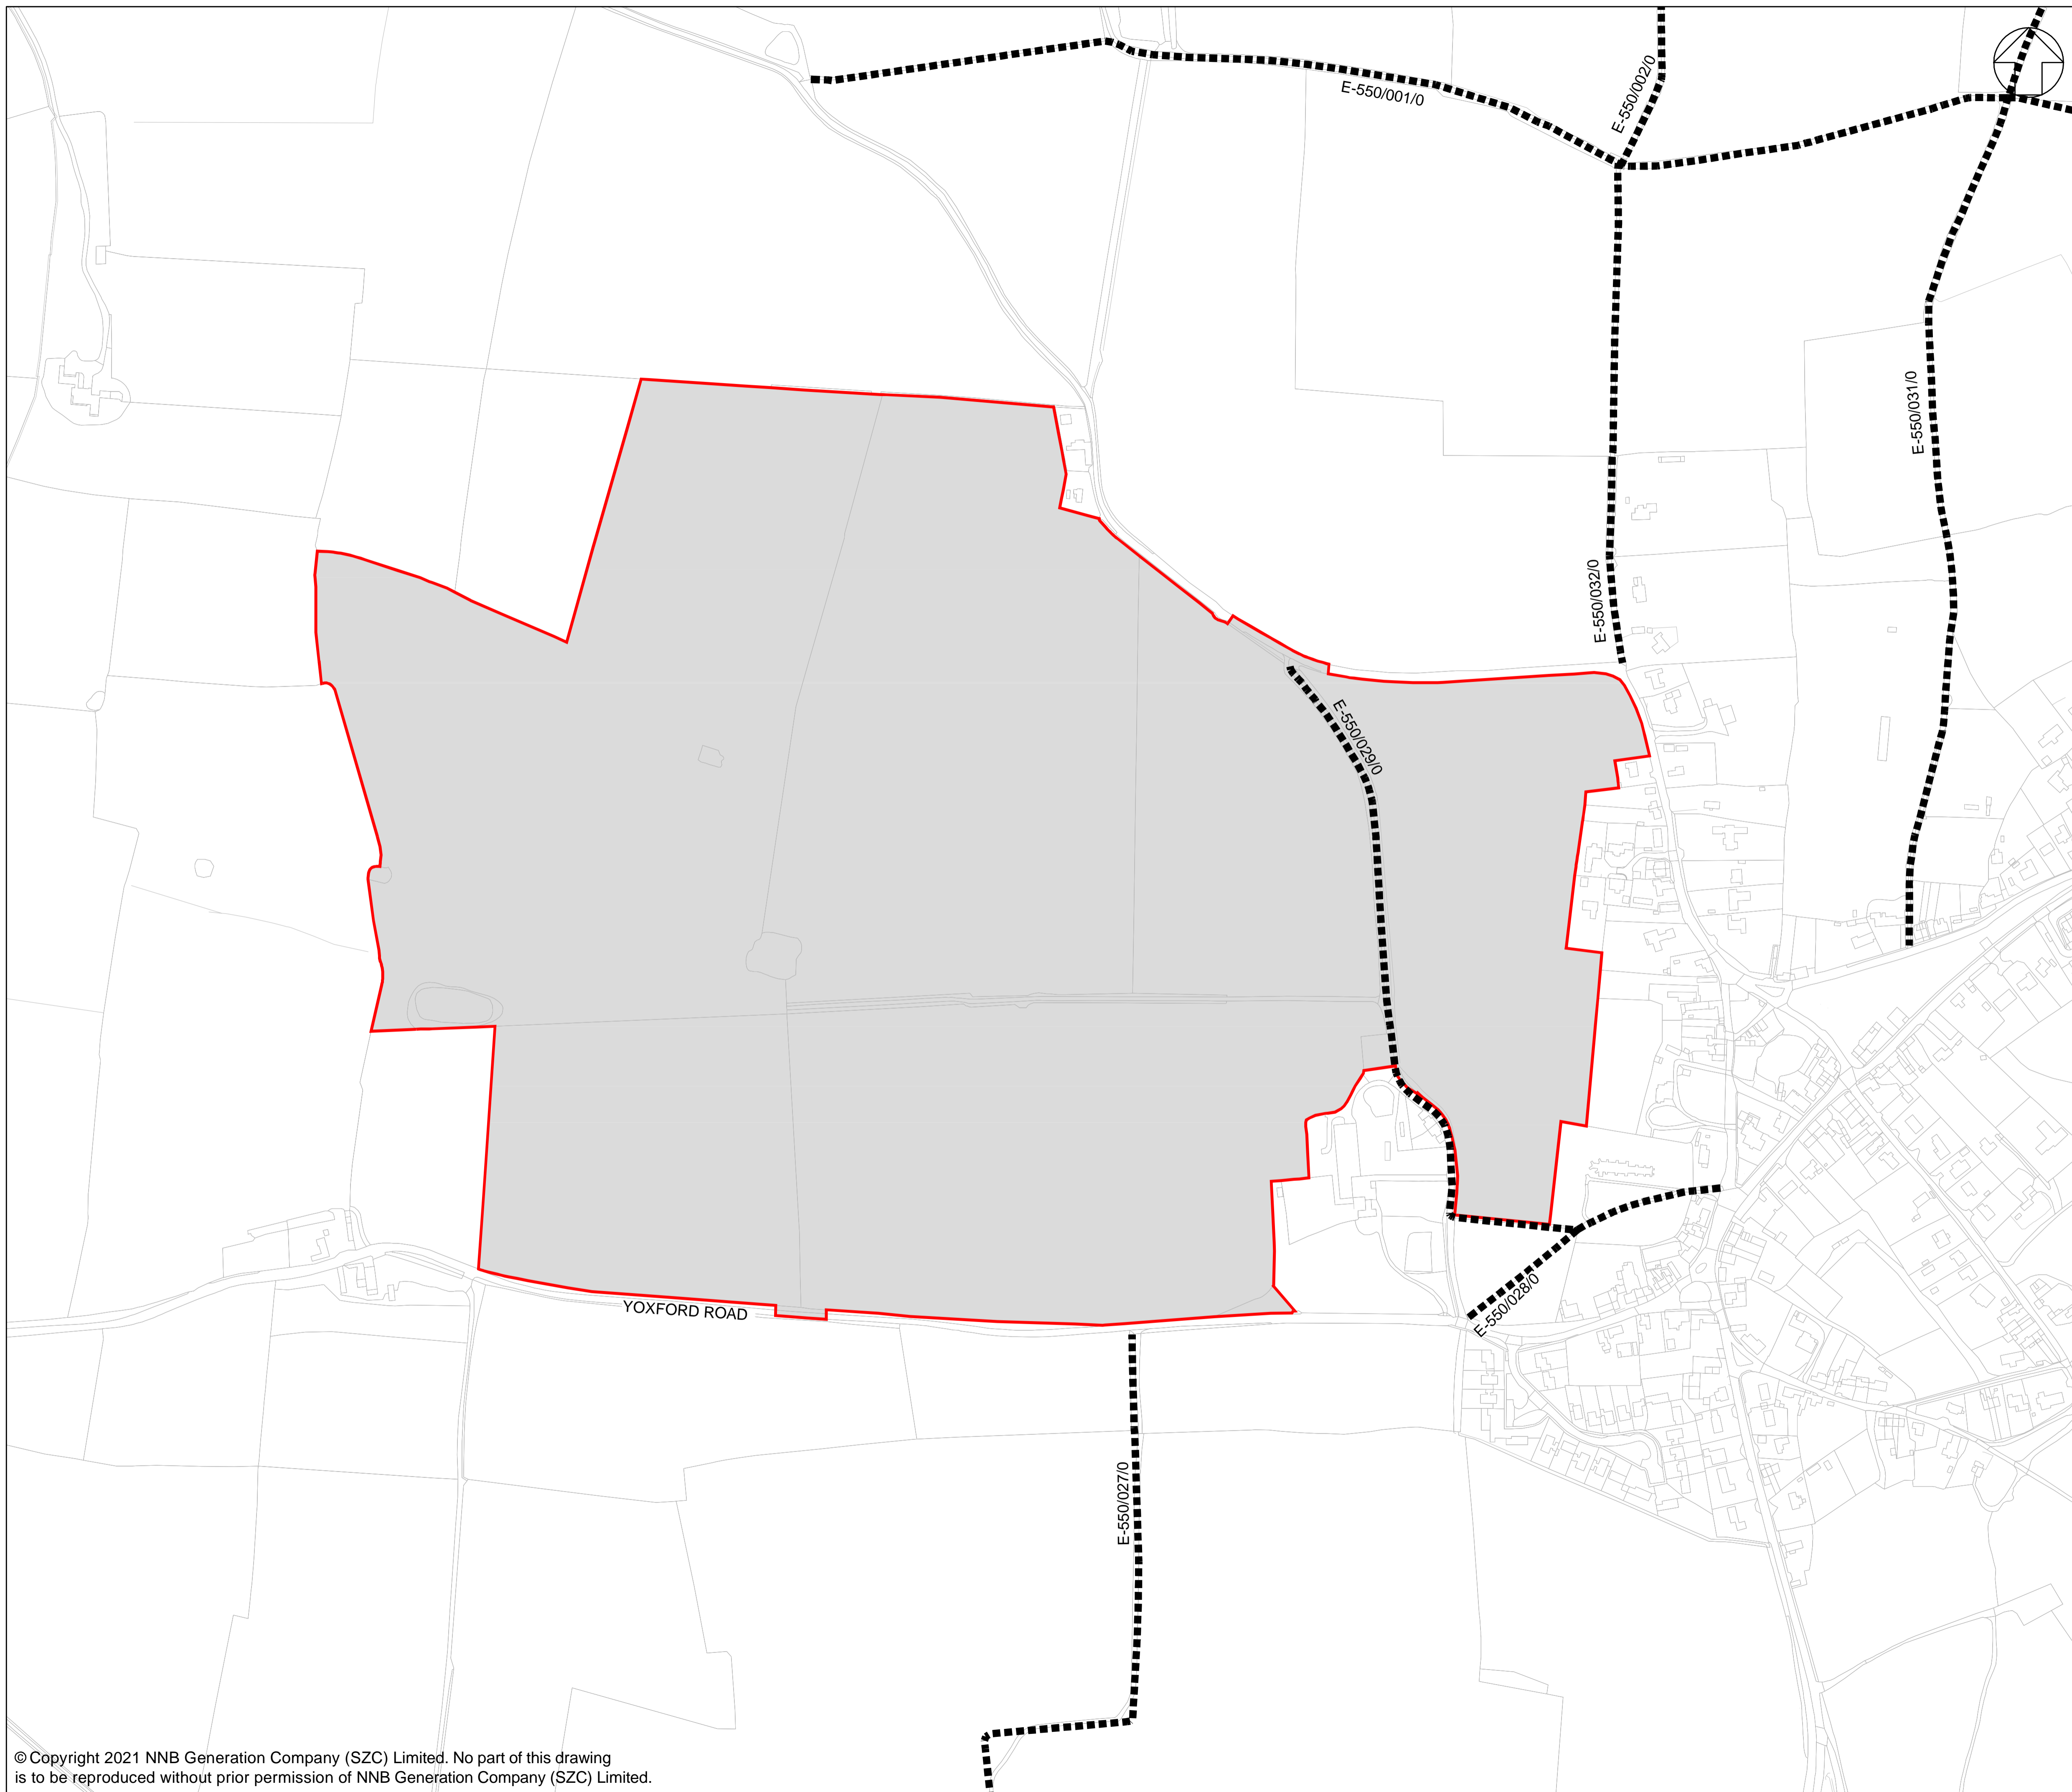 E-550/001/0
E-550/002/0
E-550/031/0
E-550/032/0
E-550/029/0
E-550/028/0
YOXFORD ROAD
E-550/027/0
© Copyright 2021 NNB Generation Company (SZC) Limited. No part of this drawing
is to be reproduced without prior permission of NNB Generation Company (SZC) Limited.